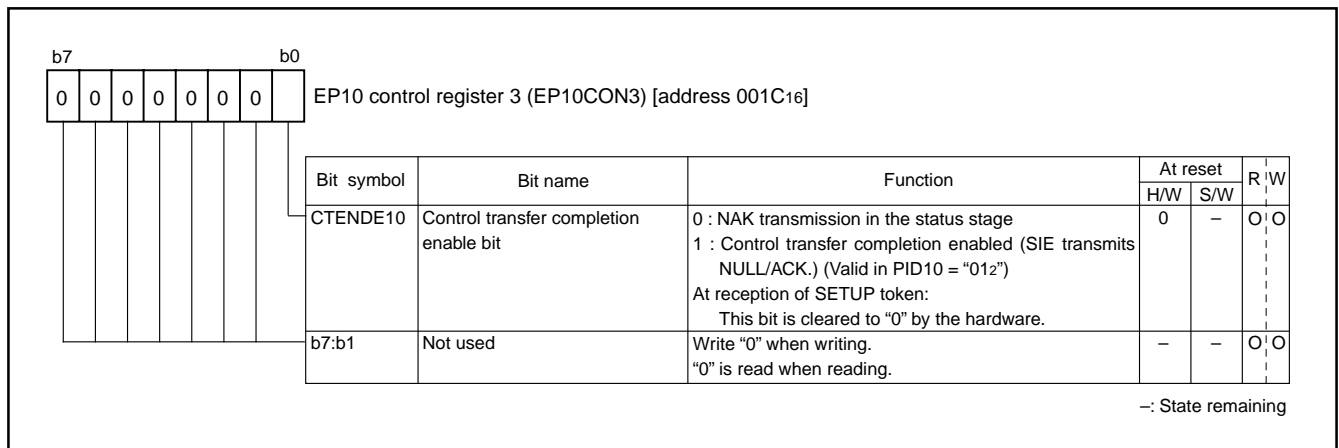 b7 b0
0 0 0 0 0 0 0 EP10 control register 3 (EP10CON3) [address 001C16]
Bit symbol Bit name Function At reset R W
H/W S/W
CTENDE10 Control transfer completion 0 : NAK transmission in the status stage 0 – O O
enable bit 1 : Control transfer completion enabled (SIE transmits
NULL/ACK.) (Valid in PID10 = “012”)
At reception of SETUP token:
This bit is cleared to “0” by the hardware.
b7:b1 Not used Write “0” when writing. – – O O
“0” is read when reading.
–: State remaining